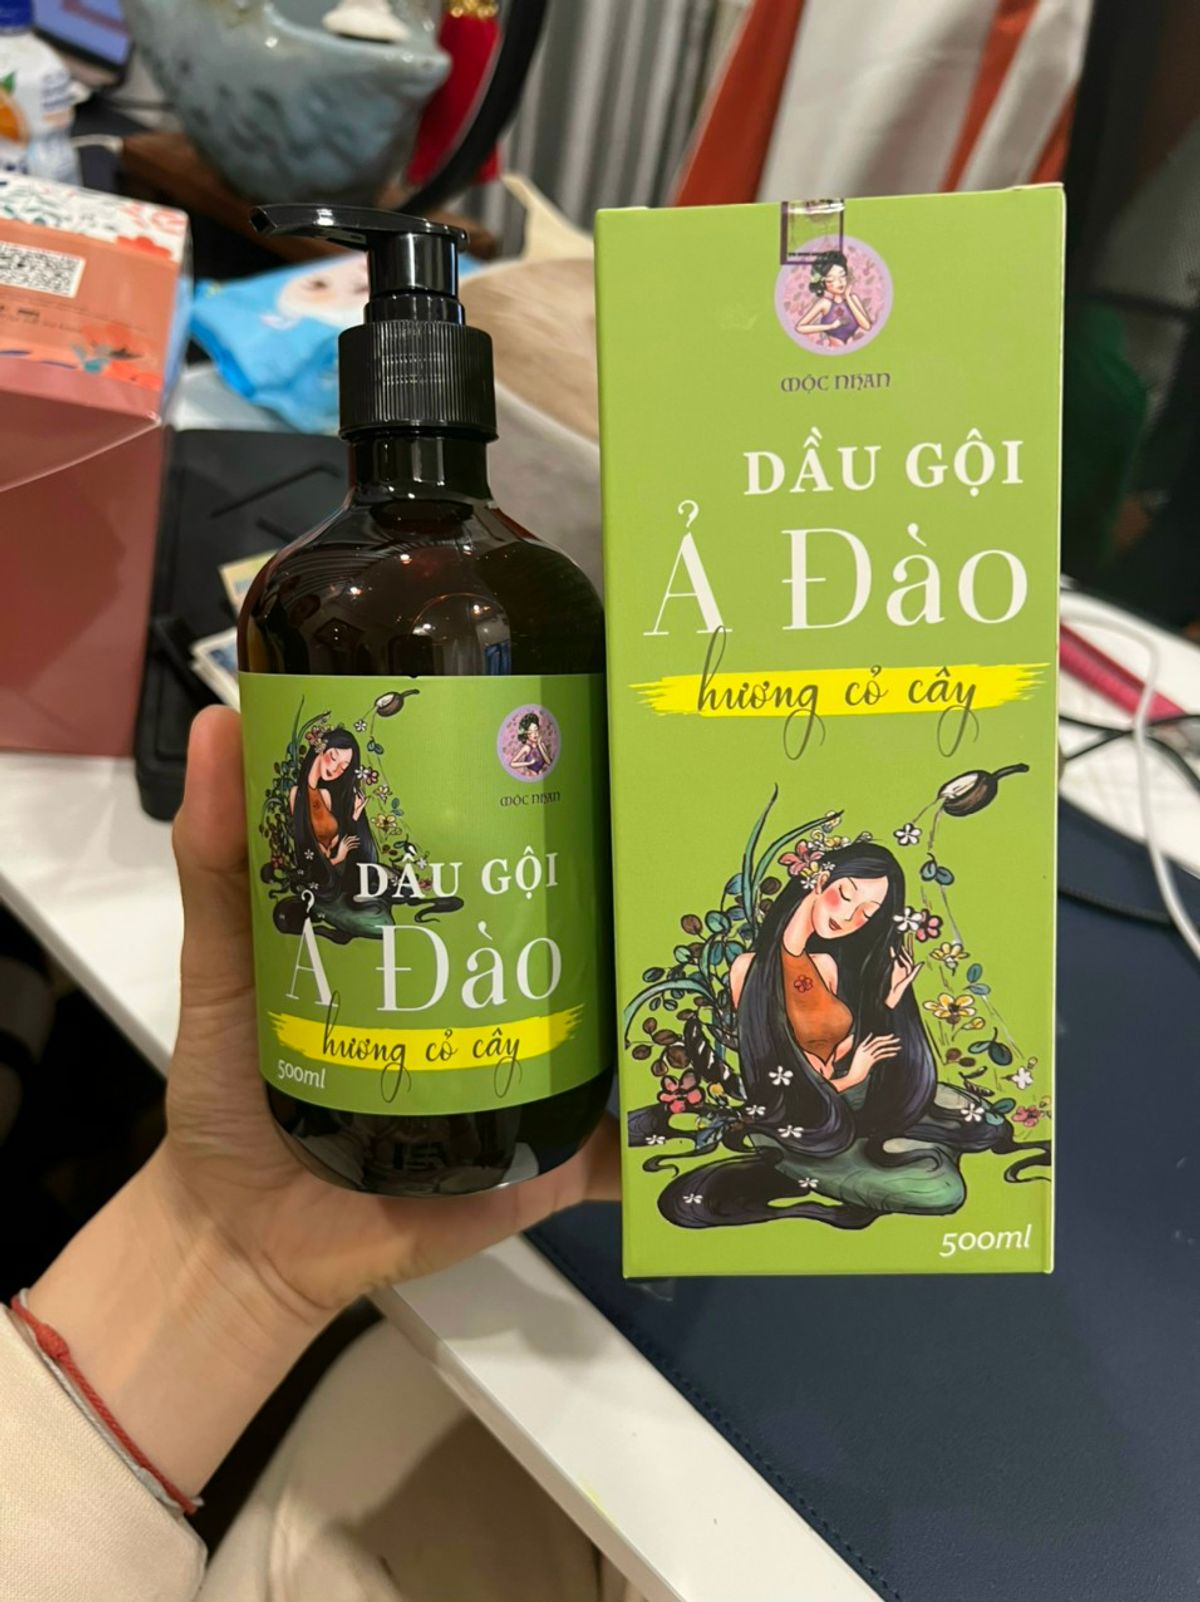 MỘC NHAN
DẦU GỘI
Ả Đào
hương cỏ cây
500ml
MỘC NHAN
DẦU GỘI
Ả Đào
hương cỏ cây
500ml